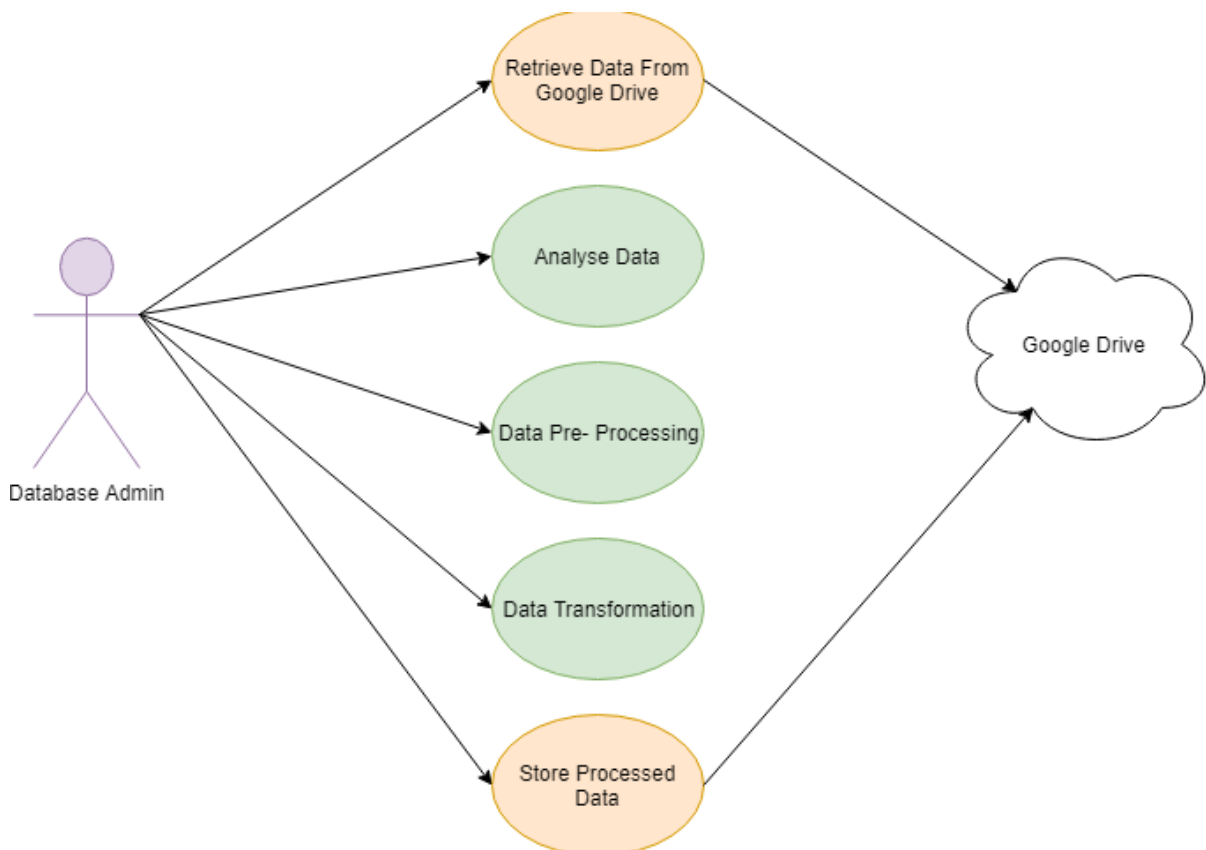 Retrieve Data From
Google Drive
Analyse Data
Google Drive
Data Pre- Processing
Database Admin
Data Transformation
Store Processed
Data